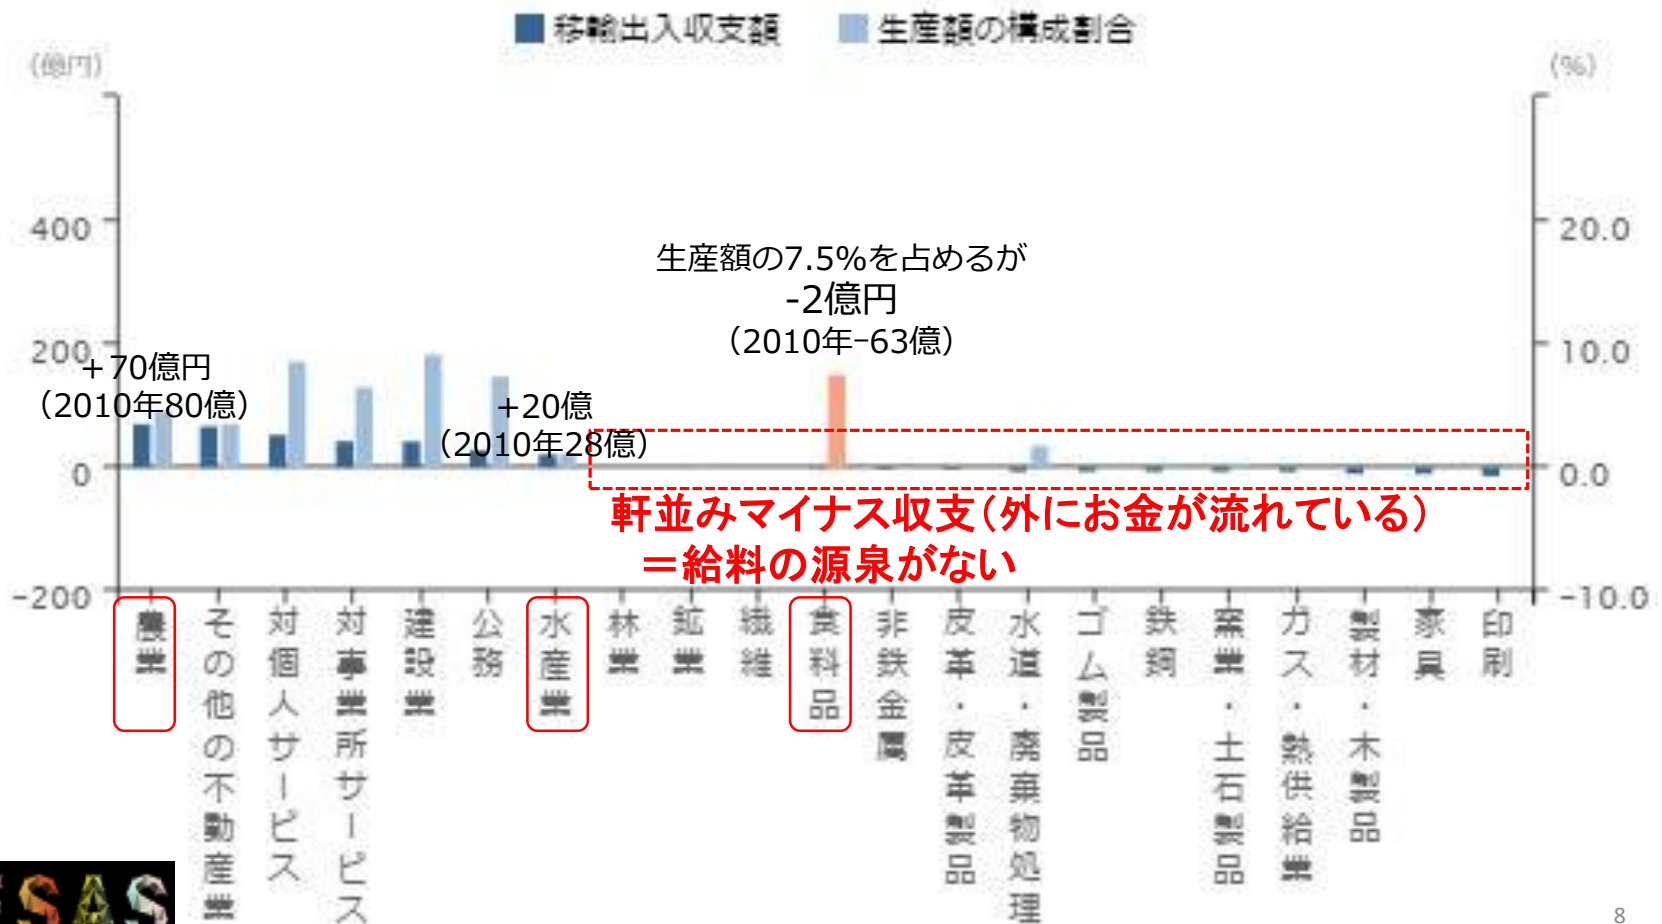 移輸出入収支額
生産額の構成割合
(億円)
(%)
400
200
0
-200
20.0
10.0
0.0
-10.0
生産額の7.5%を占めるが
-2億円
(2010年-63億)
+70億円
(2010年80億)
+20億
(2010年28億)
軒並みマイナス収支(外にお金が流れている)
=給料の源泉がない
農業
その他の不動産業
対個人サービス
対事業所サービス
建設業
公務
水産業
林業
鉱業
繊維
食料品
非鉄金属
皮革・皮革製品
水道・廃棄物処理
ゴム製品
鉄鋼
窯業・土石製品
ガス・熱供給業
製材・木製品
家具
印刷
SAS
8